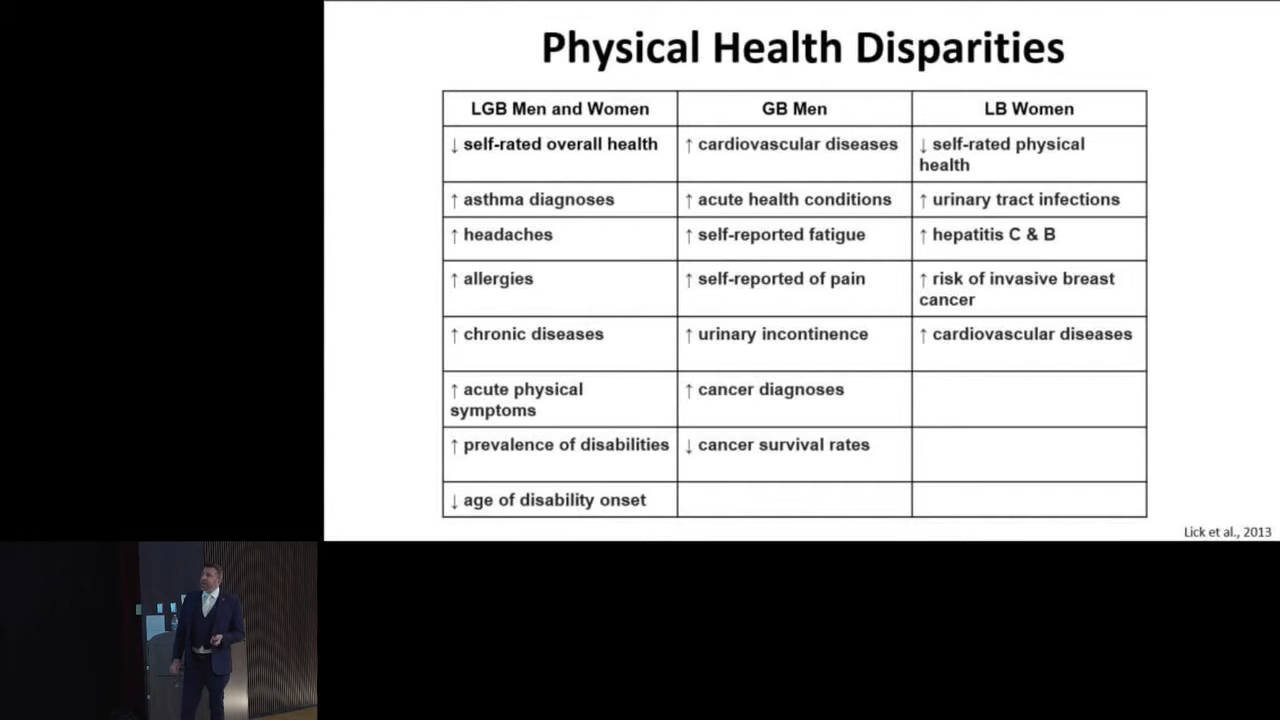 Physical Health Disparities
LGB Men and Women
GB Men
LB Women
↓ self-rated overall health
↑ cardiovascular diseases
↓ self-rated physical
health
↑ asthma diagnoses
↑ acute health conditions
↑ urinary tract infections
↑ headaches
↑ self-reported fatigue
↑ hepatitis C & B
↑ allergies
↑ self-reported of pain
↑ risk of invasive breast
cancer
↑ chronic diseases
↑ urinary incontinence
↑ cardiovascular diseases
↑ acute physical
symptoms
↑ cancer diagnoses
↑ prevalence of disabilities
↓ cancer survival rates
↓ age of disability onset
Lick et al., 2013